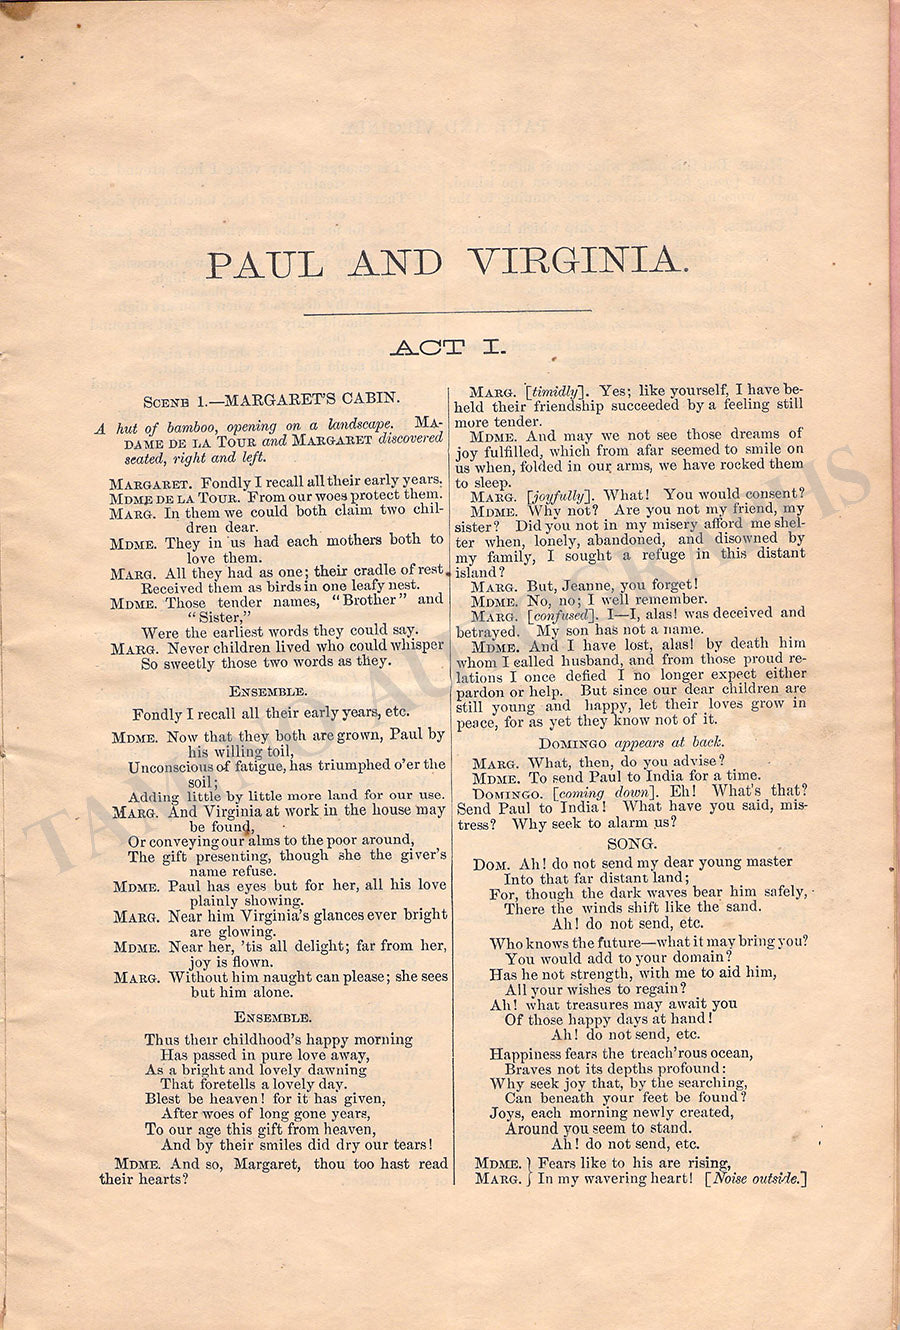 PAUL AND VIRGINIA.
ACT I.
SCENE 1.—MARGARET'S CABIN.
A hut of bamboo, opening on a landscape. MA-
DAME DE LA TOUR and MARGARET discovered
seated, right and left.
MARGARET. Fondly I recall all their early years.
MDME DE LA TOUR. From our woes protect them.
MARG. In them we could both claim two chil-
dren dear.
MDME. They in us had each mothers both to
love them.
MARG. All they had as one; their cradle of rest
Received them as birds in one leafy nest.
MDME. Those tender names, "Brother" and
"Sister,"
Were the earliest words they could say.
MARG. Never children lived who could whisper
So sweetly those two words as they.
ENSEMBLE.
Fondly I recall all their early years, etc.
MDME. Now that they both are grown, Paul by
his willing toil,
Unconscious of fatigue, has triumphed o'er the
soil;
Adding little by little more land for our use.
MARG. And Virginia at work in the house may
be found,
Or conveying our alms to the poor around,
The gift presenting, though she the giver's
name refuse.
MDME. Paul has eyes but for her, all his love
plainly showing.
MARG. Near him Virginia's glances ever bright
are glowing.
MDME. Near her, 'tis all delight; far from her,
joy is flown.
MARG. Without him naught can please; she sees
but him alone.
ENSEMBLE.
Thus their childhood's happy morning
Has passed in pure love away,
As a bright and lovely dawning
That foretells a lovely day.
Blest be heaven! for it has given,
After woes of long gone years,
To our age this gift from heaven,
And by their smiles did dry our tears!
MDME. And so, Margaret, thou too hast read
their hearts?
MARG. [timidly]. Yes; like yourself, I have be-
held their friendship succeeded by a feeling still
more tender.
MDME. And may we not see those dreams of
joy fulfilled, which from afar seemed to smile on
us when, folded in our arms, we have rocked them
to sleep.
MARG. [joyfully]. What! You would consent?
MDME. Why not? Are you not my friend, my
sister? Did you not in my misery afford me shel-
ter when, lonely, abandoned, and disowned by
my family, I sought a refuge in this distant
island?
MARG. But, Jeanne, you forget!
MDME. No, no; I well remember.
MARG. [confused]. I—I, alas! was deceived and
betrayed. My son has not a name.
MDME. And I have lost, alas! by death him
whom I called husband, and from those proud re-
lations I once defied I no longer expect either
pardon or help. But since our dear children are
still young and happy, let their loves grow in
peace, for as yet they know not of it.
DOMINGO appears at back.
MARG. What, then, do you advise?
MDME. To send Paul to India for a time.
DOMINGO. [coming down]. Eh! What's that?
Send Paul to India! What have you said, mis-
tress? Why seek to alarm us?
SONG.
DOM. Ah! do not send my dear young master
Into that far distant land;
For, though the dark waves bear him safely,
There the winds shift like the sand.
Ah! do not send, etc.
Who knows the future—what it may bring you?
You would add to your domain?
Has he not strength, with me to aid him,
All your wishes to regain?
Ah! what treasures may await you
Of those happy days at hand!
Ah! do not send, etc.
Happiness fears the treach'rous ocean,
Braves not its depths profound:
Why seek joy that, by the searching,
Can beneath your feet be found?
Joys, each morning newly created,
Around you seem to stand.
Ah! do not send, etc.
MDME. } Fears like to his are rising,
MARG. } In my wavering heart! [Noise outside.]
TAMINO AUTOGRAPHS